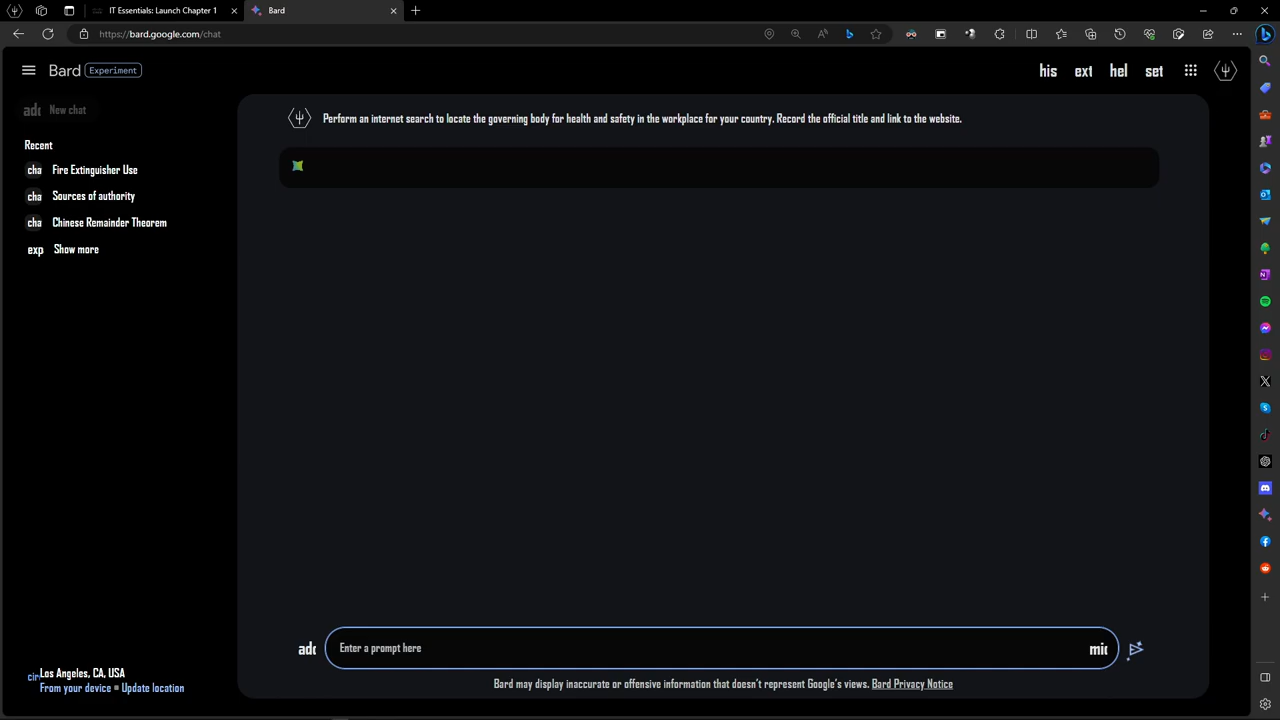 IT Essentials: Launch Chapter 1
Bard
https://bard.google.com/chat
Bard Experiment
his ext hel set
add New chat
Perform an internet search to locate the governing body for health and safety in the workplace for your country. Record the official title and link to the website.
Recent
cha Fire Extinguisher Use
cha Sources of authority
cha Chinese Remainder Theorem
exp Show more
add Enter a prompt here mic
Los Angeles, CA, USA
From your device • Update location
Bard may display inaccurate or offensive information that doesn't represent Google's views. Bard Privacy Notice